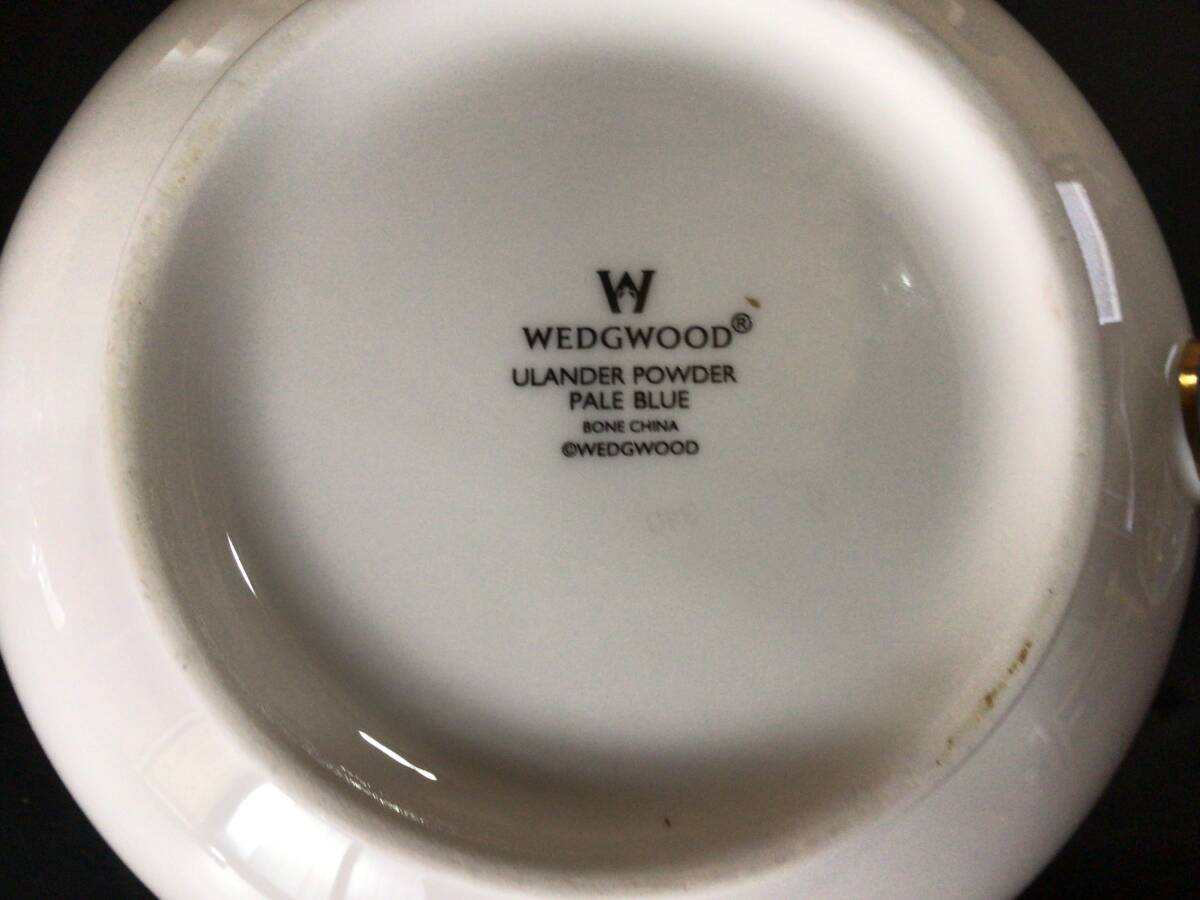 W
WEDGWOOD®
ULANDER POWDER
PALE BLUE
BONE CHINA
©WEDGWOOD